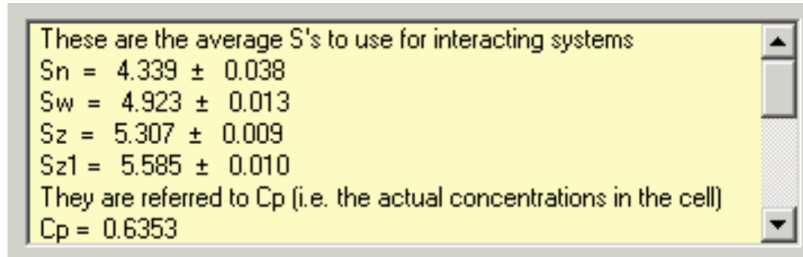 These are the average S's to use for interacting systems
Sn = 4.339 ± 0.038
Sw = 4.923 ± 0.013
Sz = 5.307 ± 0.009
Sz1 = 5.585 ± 0.010
They are referred to Cp (i.e. the actual concentrations in the cell)
Cp = 0.6353